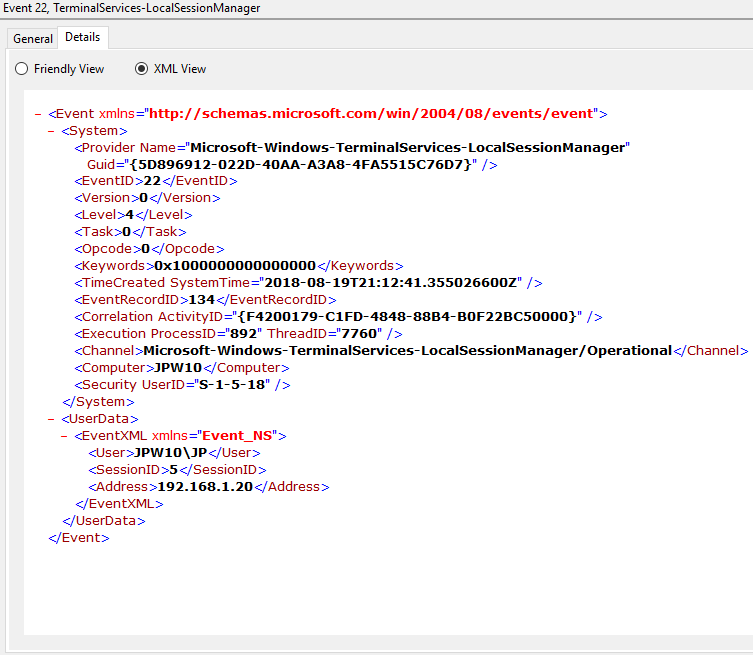 Event 22, TerminalServices-LocalSessionManager
General Details
Friendly View XML View
- <Event xmlns="http://schemas.microsoft.com/win/2004/08/events/event">
- <System>
<Provider Name="Microsoft-Windows-TerminalServices-LocalSessionManager"
Guid="{5D896912-022D-40AA-A3A8-4FA5515C76D7}" />
<EventID>22</EventID>
<Version>0</Version>
<Level>4</Level>
<Task>0</Task>
<Opcode>0</Opcode>
<Keywords>0x1000000000000000</Keywords>
<TimeCreated SystemTime="2018-08-19T21:12:41.355026600Z" />
<EventRecordID>134</EventRecordID>
<Correlation ActivityID="{F4200179-C1FD-4848-88B4-B0F22BC50000}" />
<Execution ProcessID="892" ThreadID="7760" />
<Channel>Microsoft-Windows-TerminalServices-LocalSessionManager/Operational</Channel>
<Computer>JPW10</Computer>
<Security UserID="S-1-5-18" />
</System>
- <UserData>
- <EventXML xmlns="Event_NS">
<User>JPW10\JP</User>
<SessionID>5</SessionID>
<Address>192.168.1.20</Address>
</EventXML>
</UserData>
</Event>